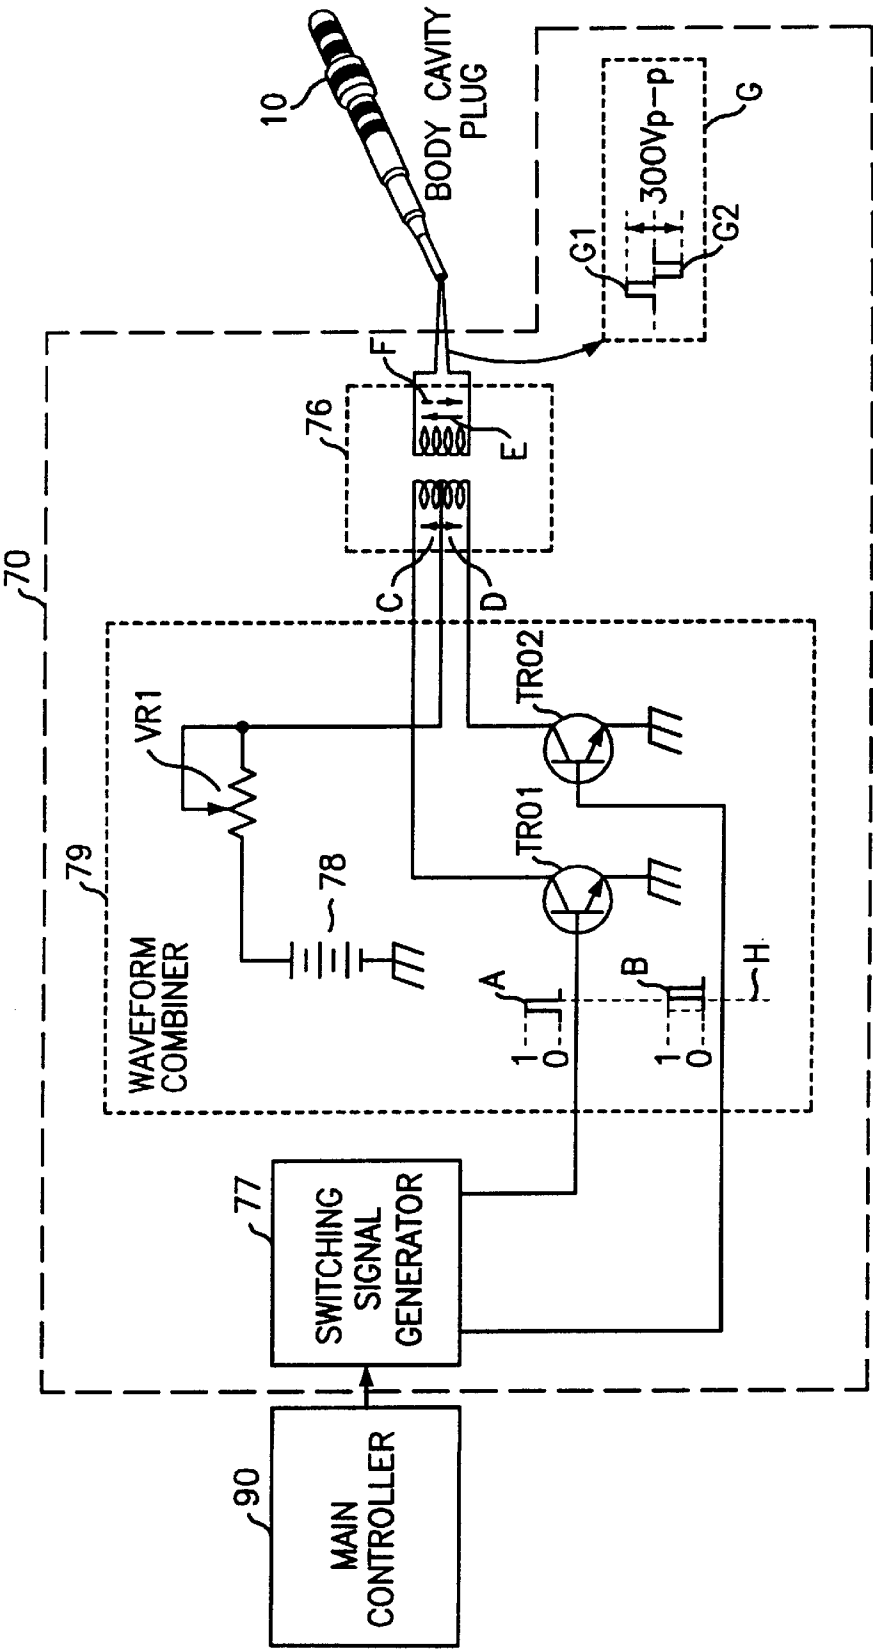 70
90
MAIN
CONTROLLER
77
SWITCHING
SIGNAL
GENERATOR
79
WAVEFORM
COMBINER
VR1
78
A
1
0
B
1
0
H
TR01
TR02
76
C
D
E
F
10
BODY CAVITY
PLUG
G1
G2
300Vp-p
G